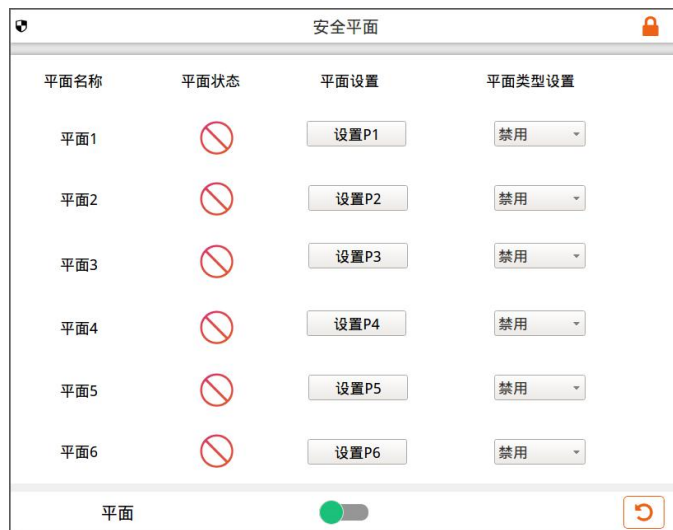 安全平面
平面名称 平面状态 平面设置 平面类型设置
平面1 设置P1 禁用
平面2 设置P2 禁用
平面3 设置P3 禁用
平面4 设置P4 禁用
平面5 设置P5 禁用
平面6 设置P6 禁用
平面